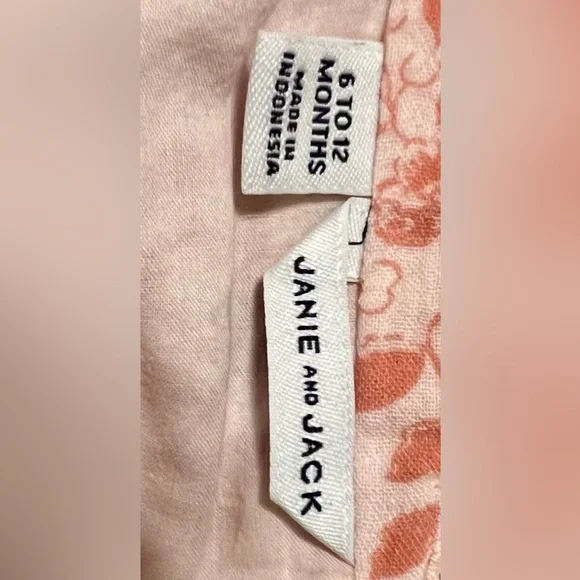 6 TO 12
MONTHS
MADE IN
INDONESIA
JANIE AND JACK